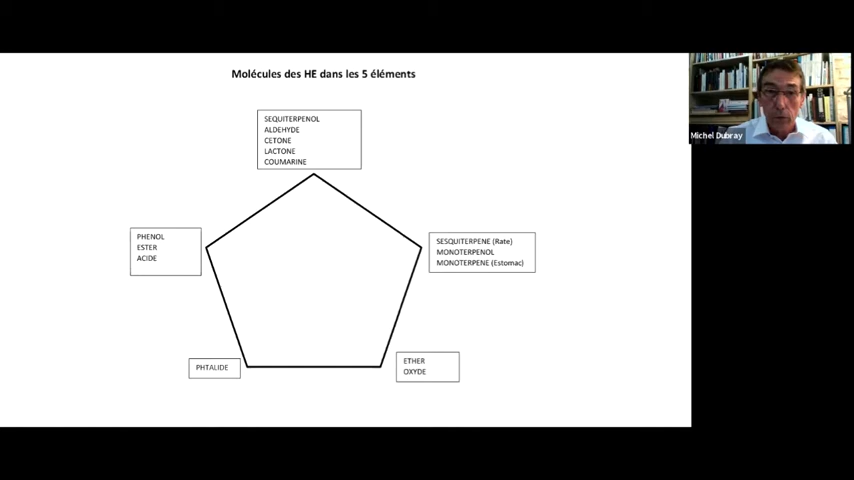 Molécules des HE dans les 5 éléments
SEQUITERPENOL
ALDEHYDE
CETONE
LACTONE
COUMARINE
Michel Dubray
PHENOL
ESTER
ACIDE
SESQUITERPENE (Rate)
MONOTERPENOL
MONOTERPENE (Estomac)
PHTALIDE
ETHER
OXYDE